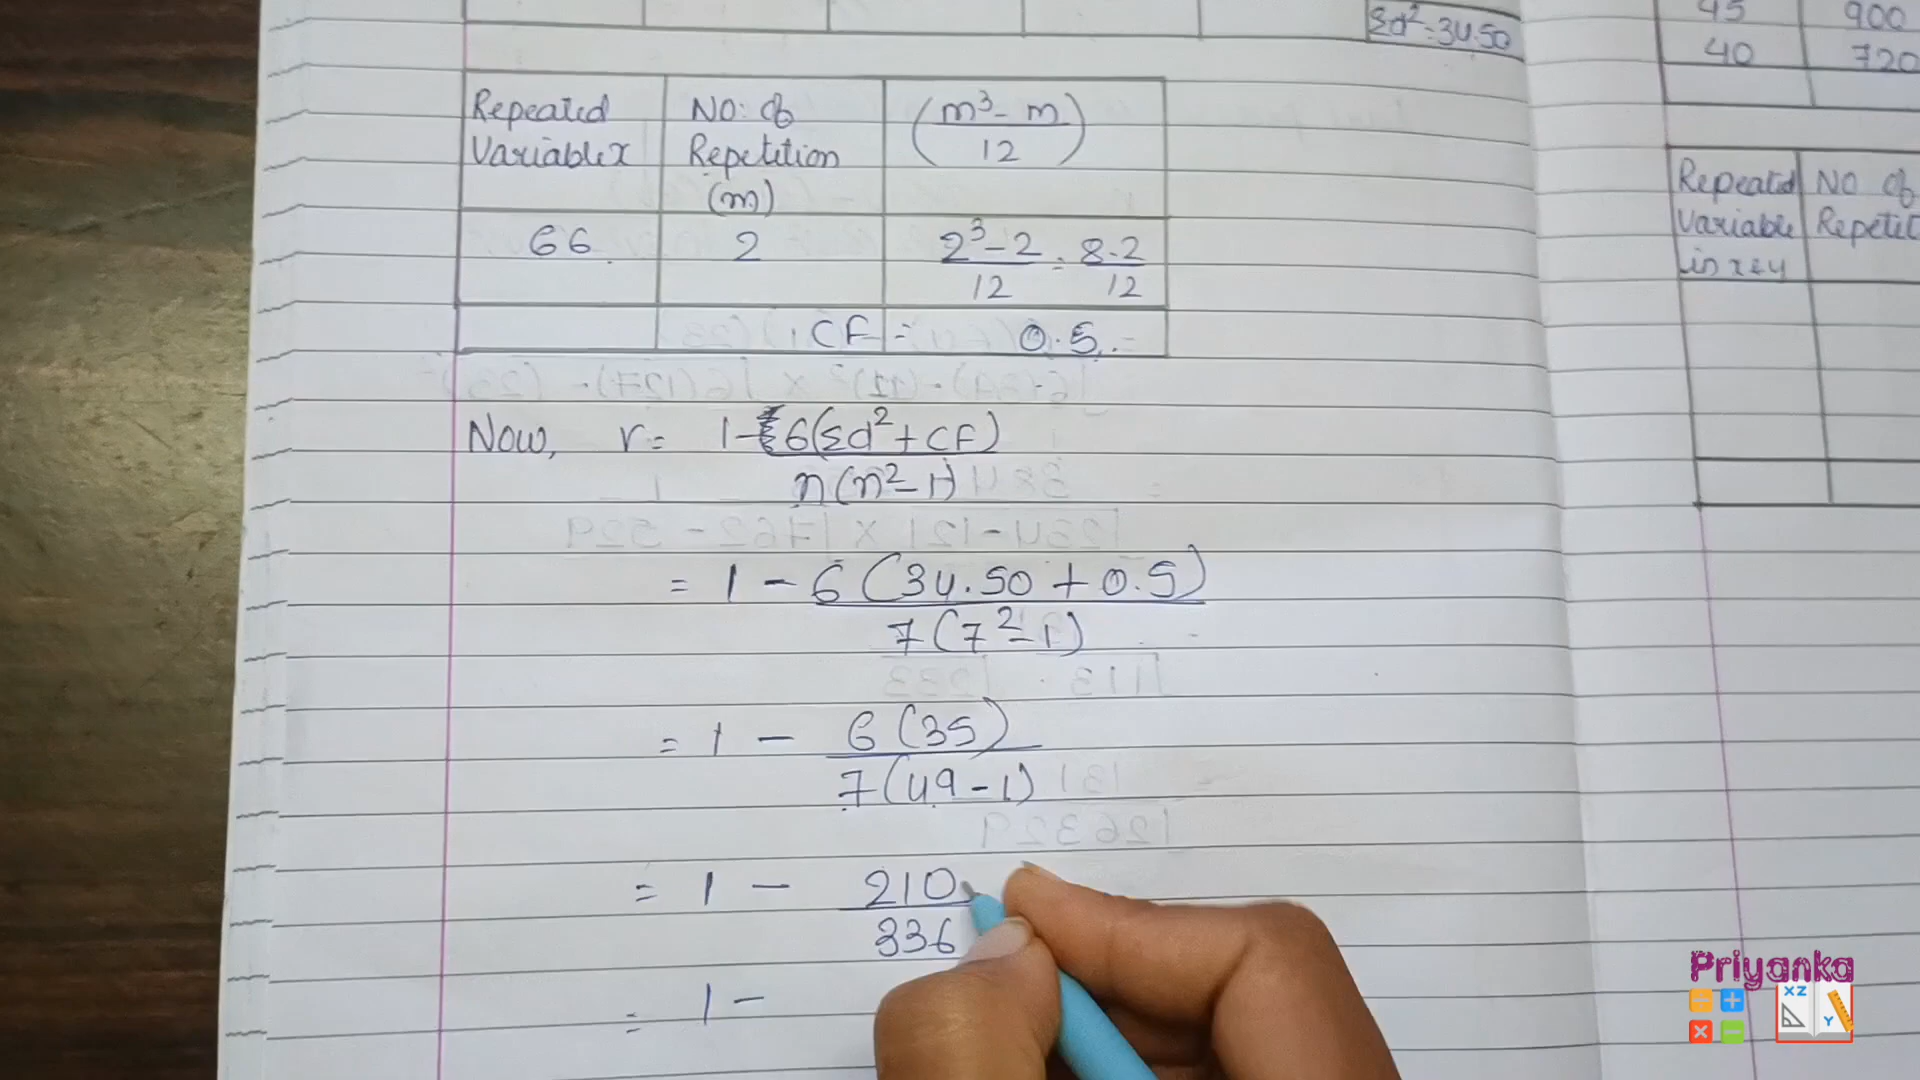 Σd²=34.50
45 900
40 720
Repeated Variable x
NO: of Repetition (m)
(m³ - m / 12)
66 2 2³-2/12 = 8-2/12
CF = 0.5
Now, r = 1 - 6(Σd²+CF)
n(n²-1)
= 1 - 6(34.50 + 0.5)
7(7²-1)
= 1 - 6(35)
7(49-1)
= 1 - 210
336
= 1 -
Repeated Variable in x & y
NO of
Priyanka
XZ
Y